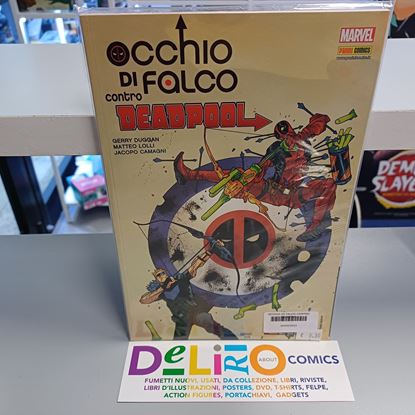 MARVEL
PANINI COMICS
OCCHIO
DI FALCO
contro
DEADPOOL
GERRY DUGGAN
MATTEO LOLLI
JACOPO CAMAGNI
DEMON
SLAYER
DeLiRiO ABOUT COMICS
FUMETTI NUOVI, USATI, DA COLLEZIONE, LIBRI, RIVISTE,
LIBRI D'ILLUSTRAZIONI, POSTERS, DVD, T-SHIRTS, FELPE,
ACTION FIGURES, PORTACHIAVI, GADGETS